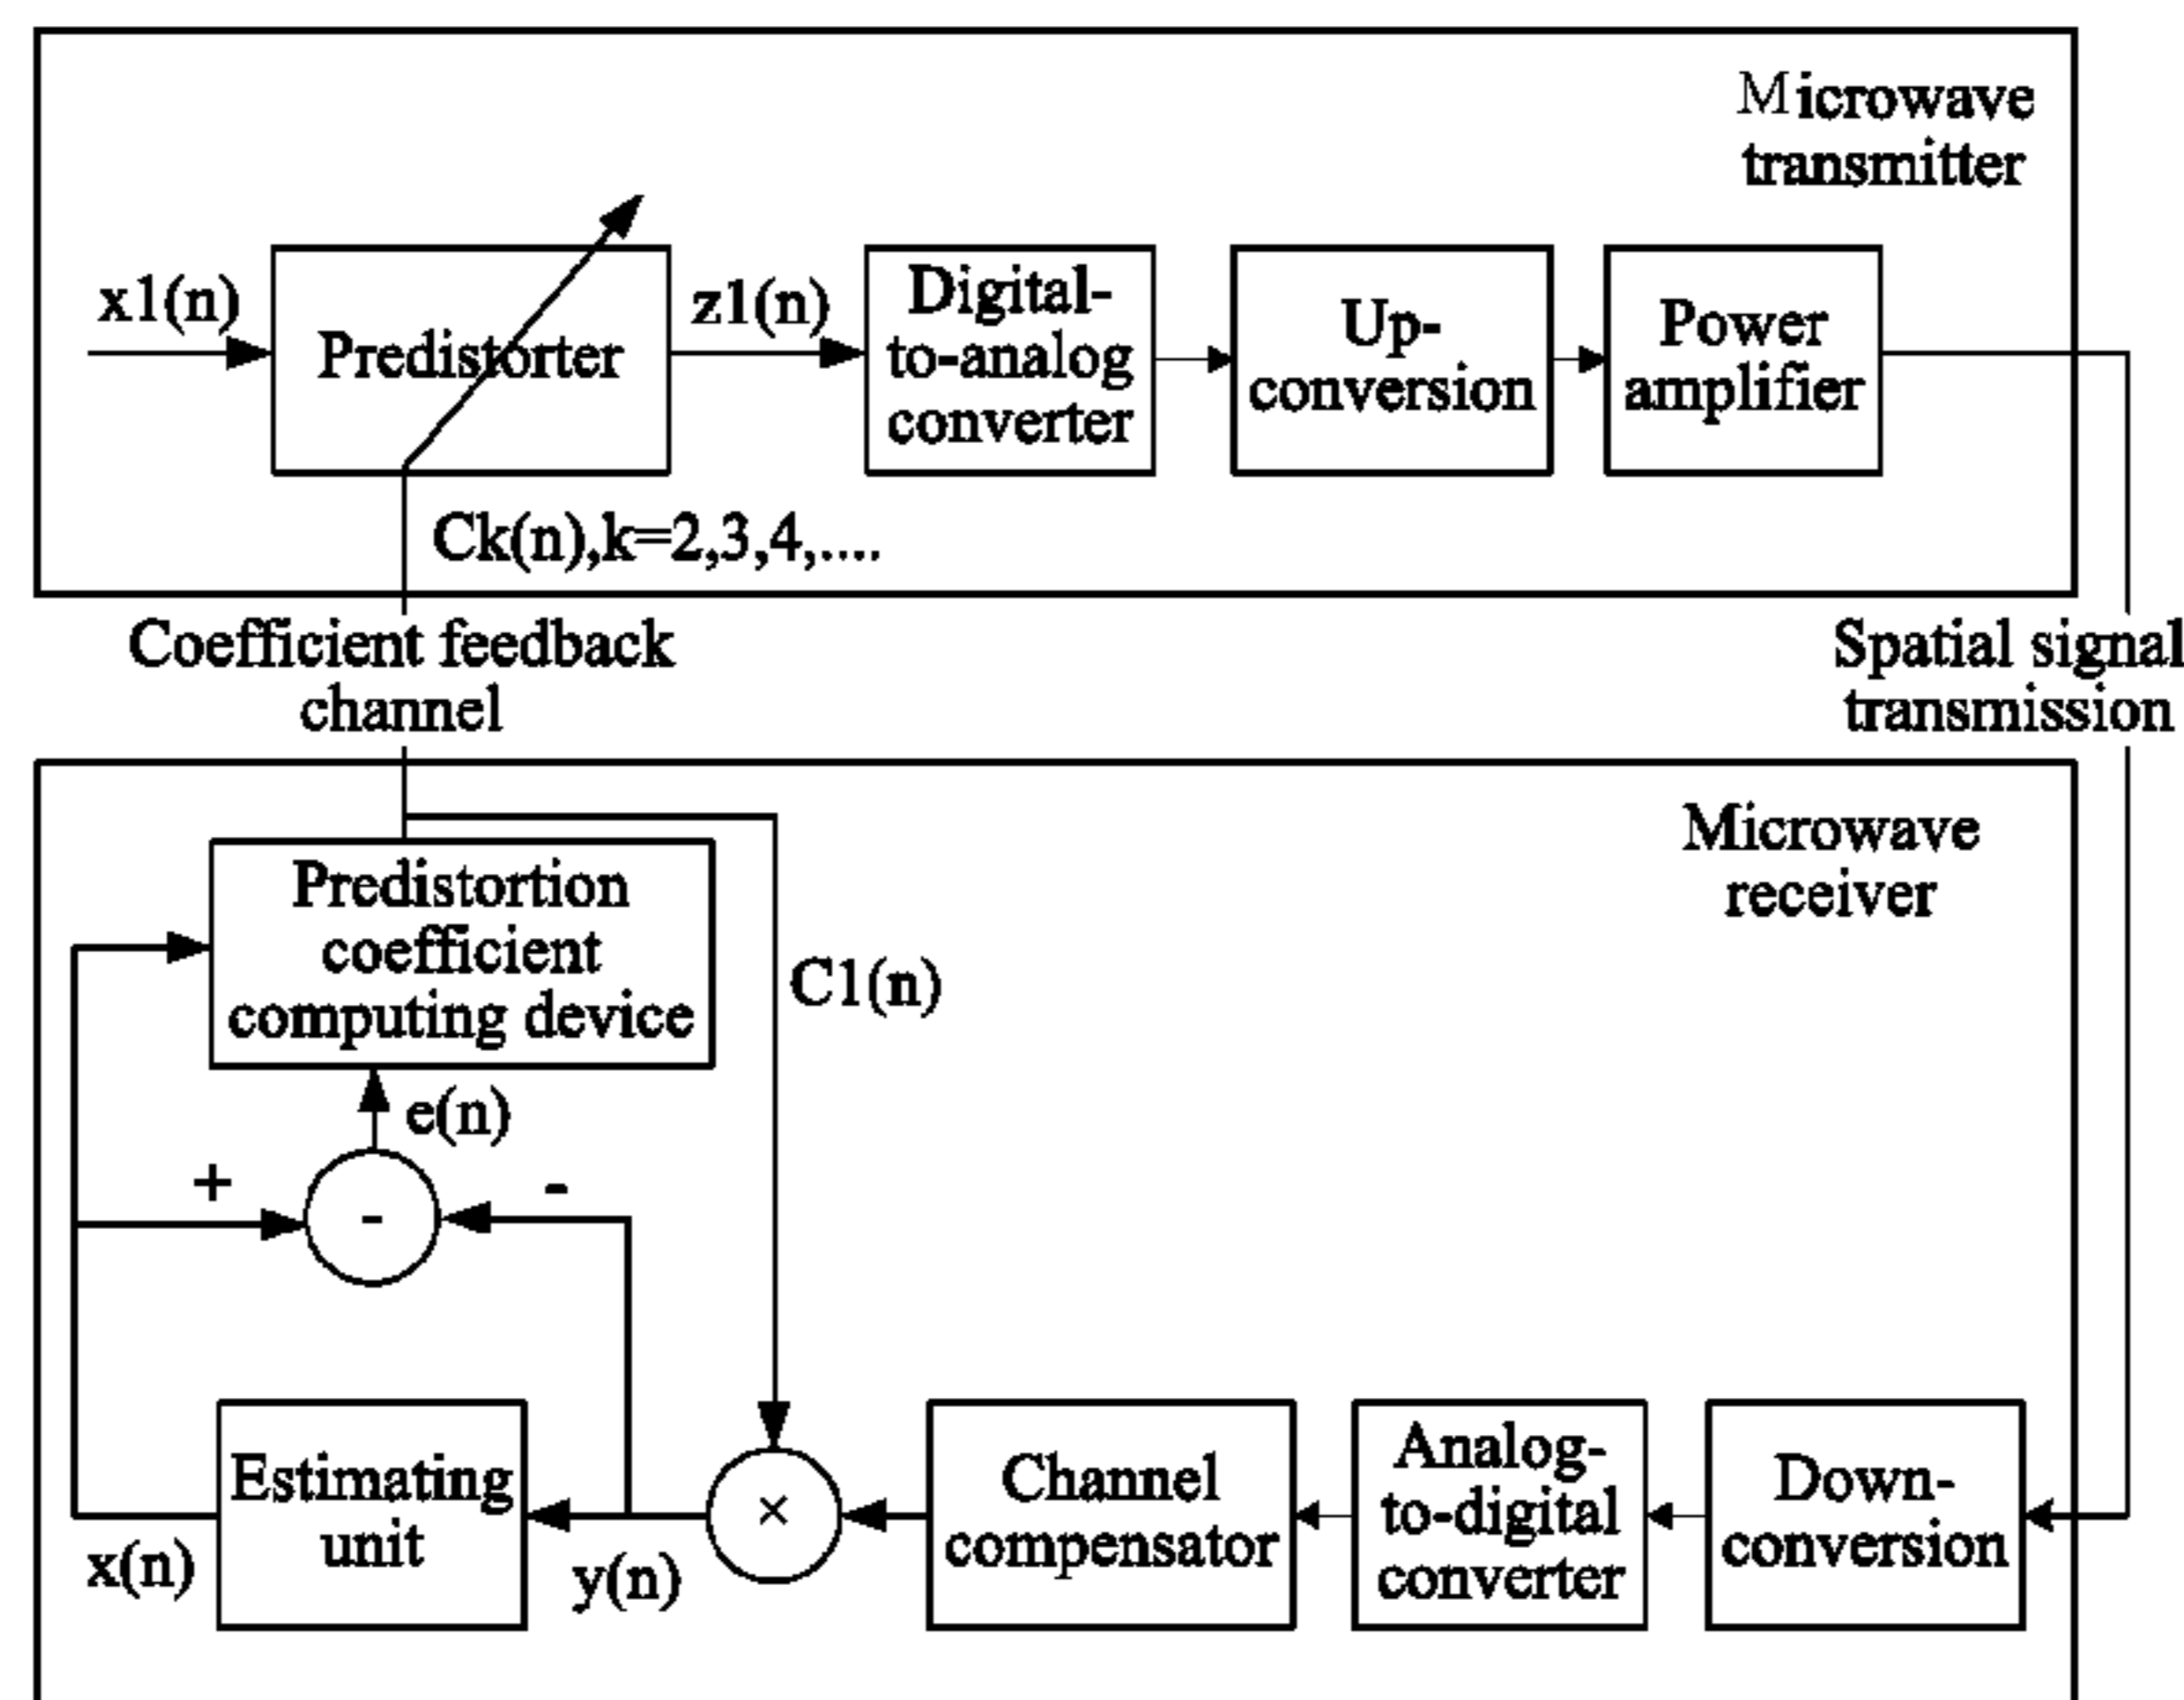 Microwave
transmitter
x1(n)
Predistorter
z1(n)
Digital-
to-analog
converter
Up-
conversion
Power
amplifier
Ck(n),k=2,3,4,....
Coefficient feedback
channel
Spatial signal
transmission
Microwave
receiver
Predistortion
coefficient
computing device
C1(n)
e(n)
+
-
-
Estimating
unit
x(n)
y(n)
×
Channel
compensator
Analog-
to-digital
converter
Down-
conversion